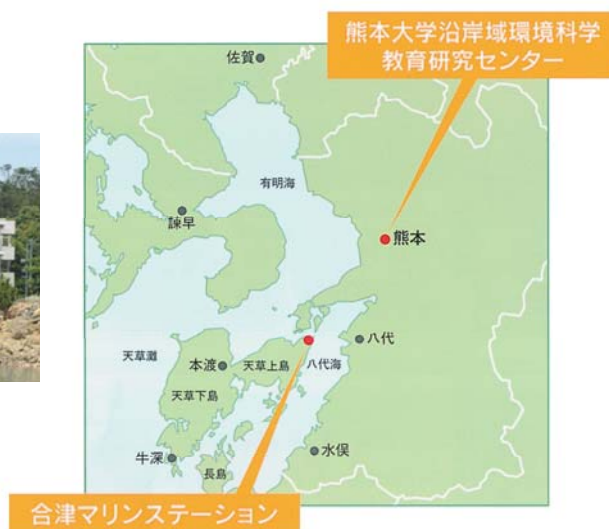 熊本大学沿岸域環境科学
教育研究センター
佐賀
有明海
諫早
熊本
天草灘
本渡
天草上島
八代海
八代
天草下島
牛深
長島
水俣
合津マリンステーション